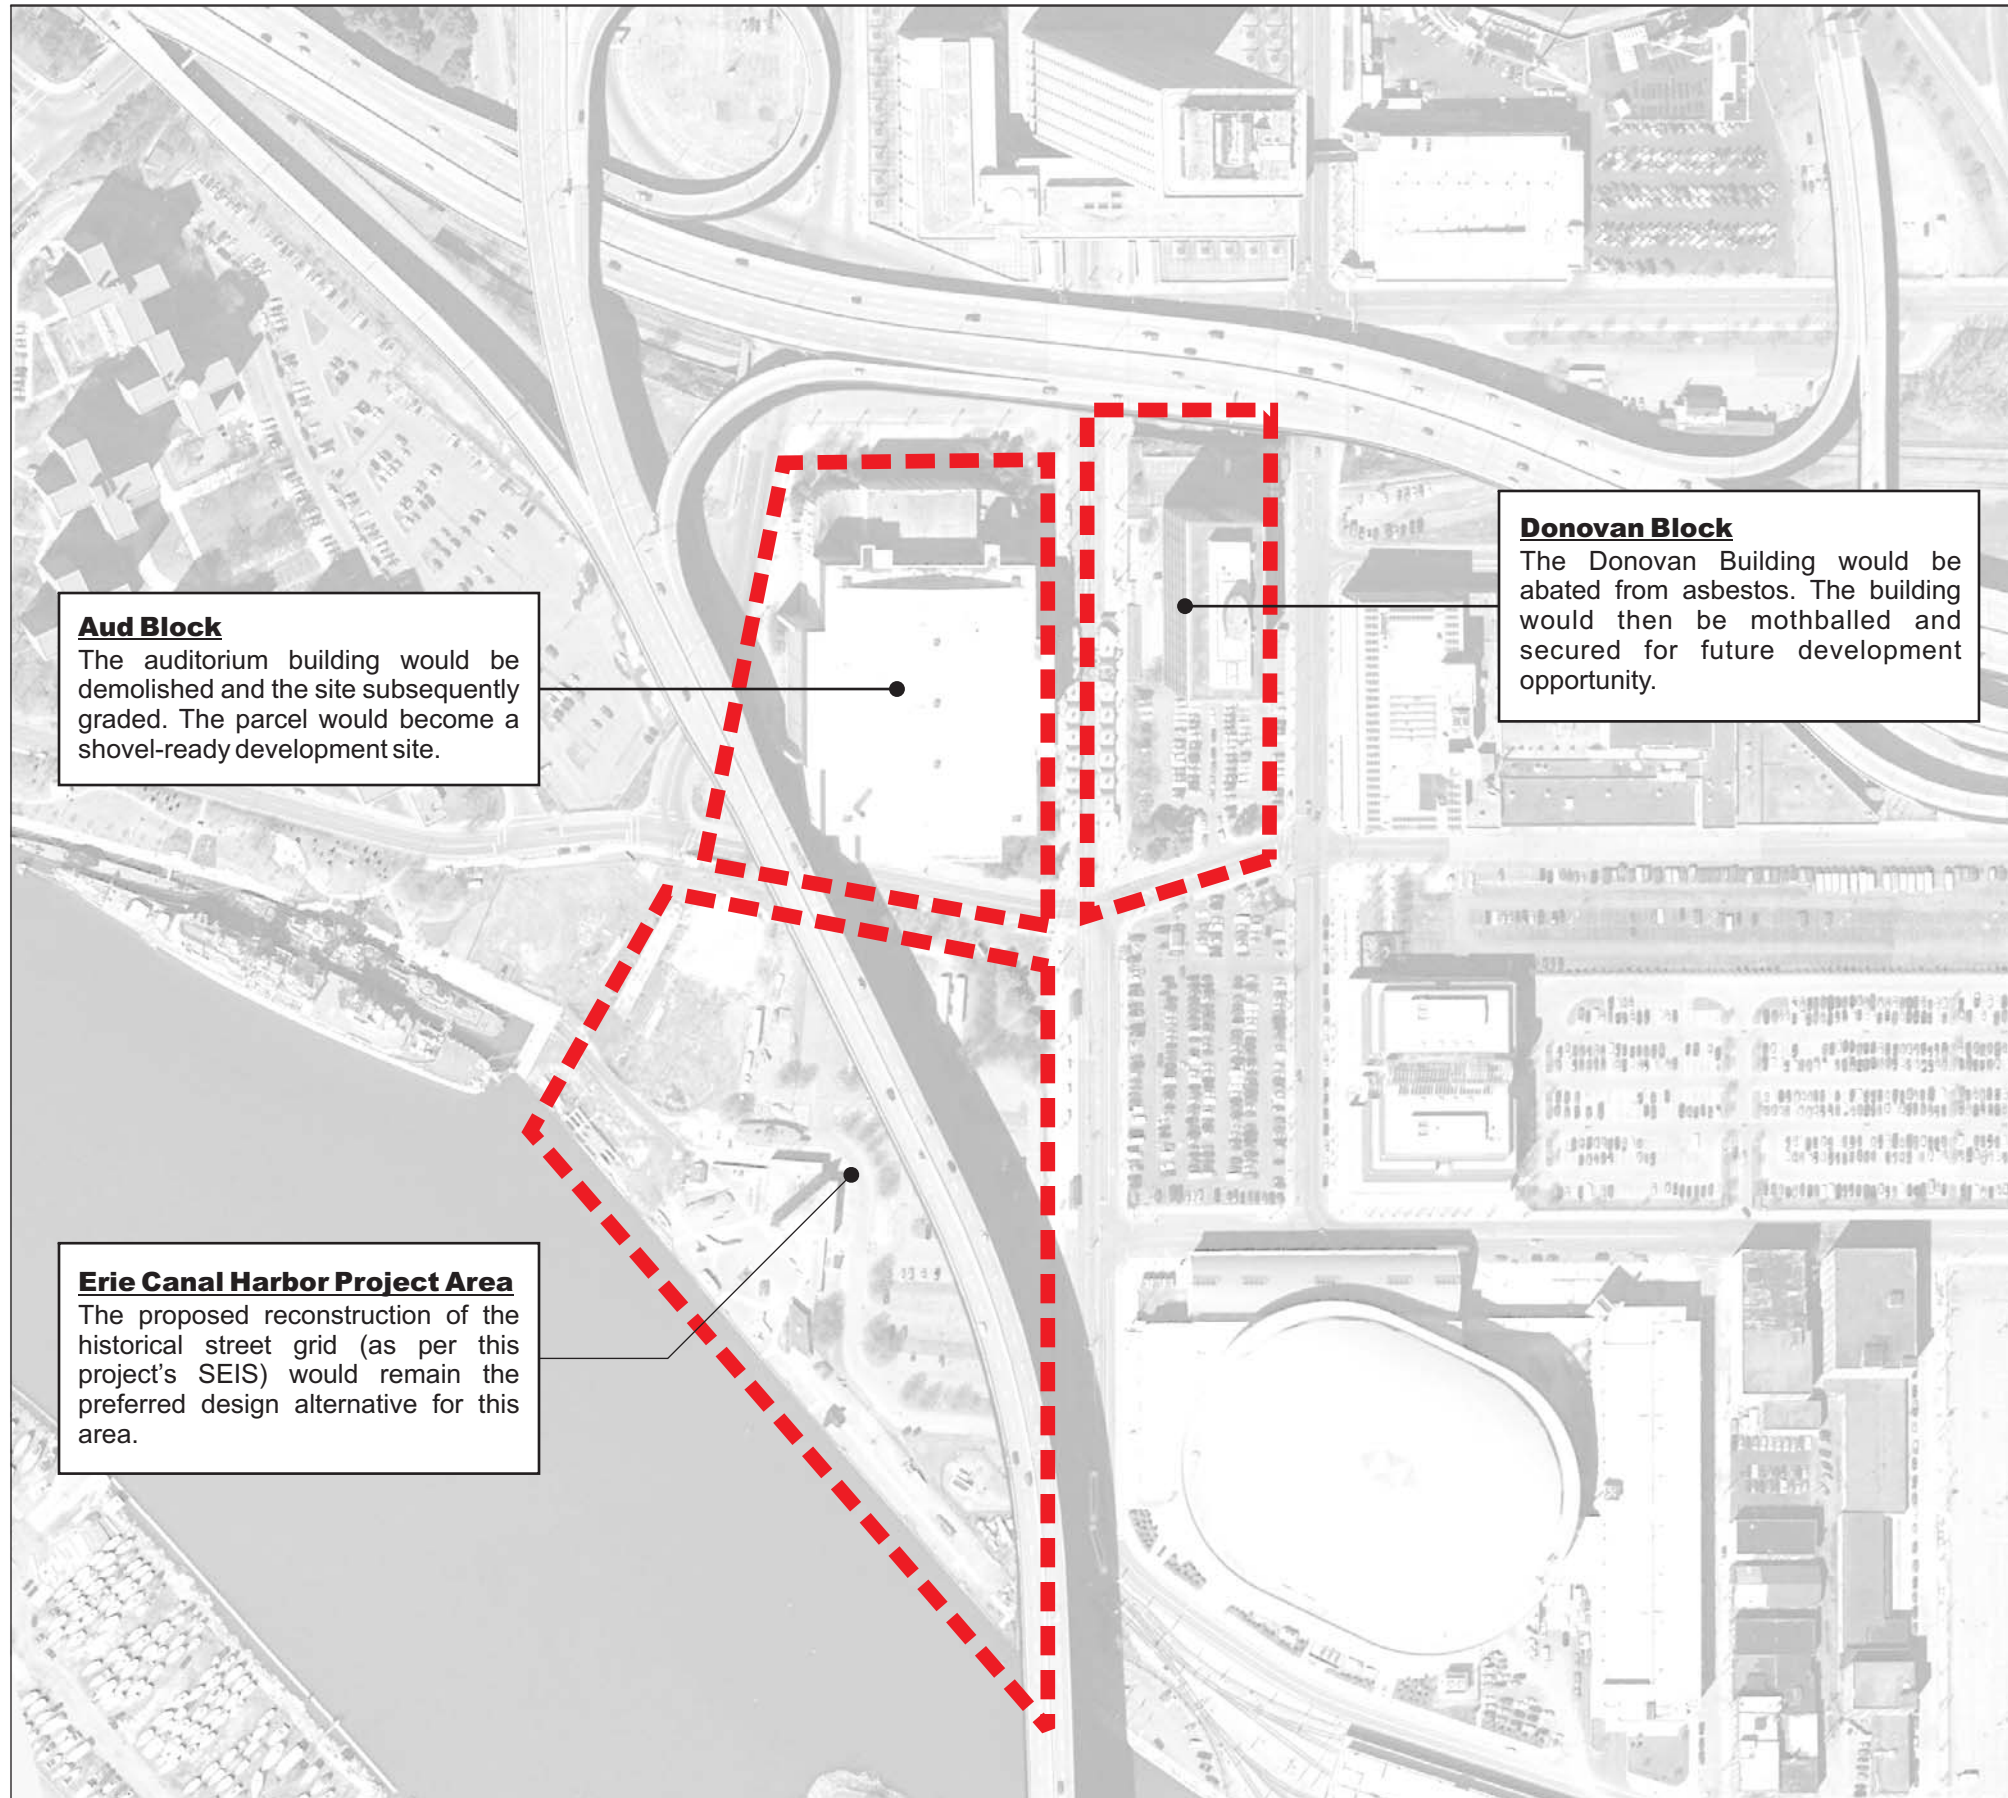 Aud Block
The auditorium building would be
demolished and the site subsequently
graded. The parcel would become a
shovel-ready development site.
Donovan Block
The Donovan Building would be
abated from asbestos. The building
would then be mothballed and
secured for future development
opportunity.
Erie Canal Harbor Project Area
The proposed reconstruction of the
historical street grid (as per this
project's SEIS) would remain the
preferred design alternative for this
area.